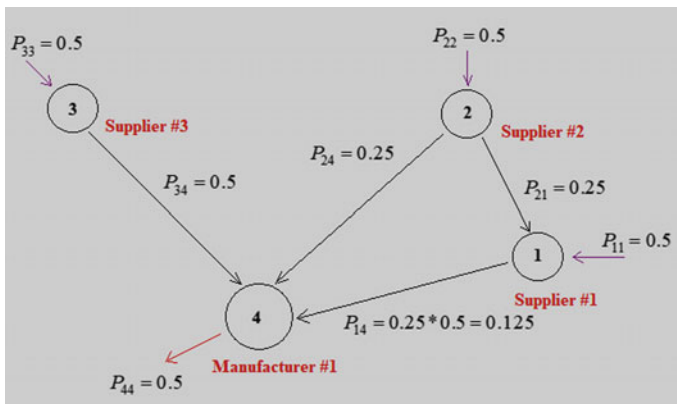 P₃₃ = 0.5
P₂₂ = 0.5
3
Supplier #3
2
Supplier #2
P₂₄ = 0.25
P₃₄ = 0.5
P₂₁ = 0.25
P₁₁ = 0.5
1
Supplier #1
4
P₁₄ = 0.25*0.5 = 0.125
Manufacturer #1
P₄₄ = 0.5